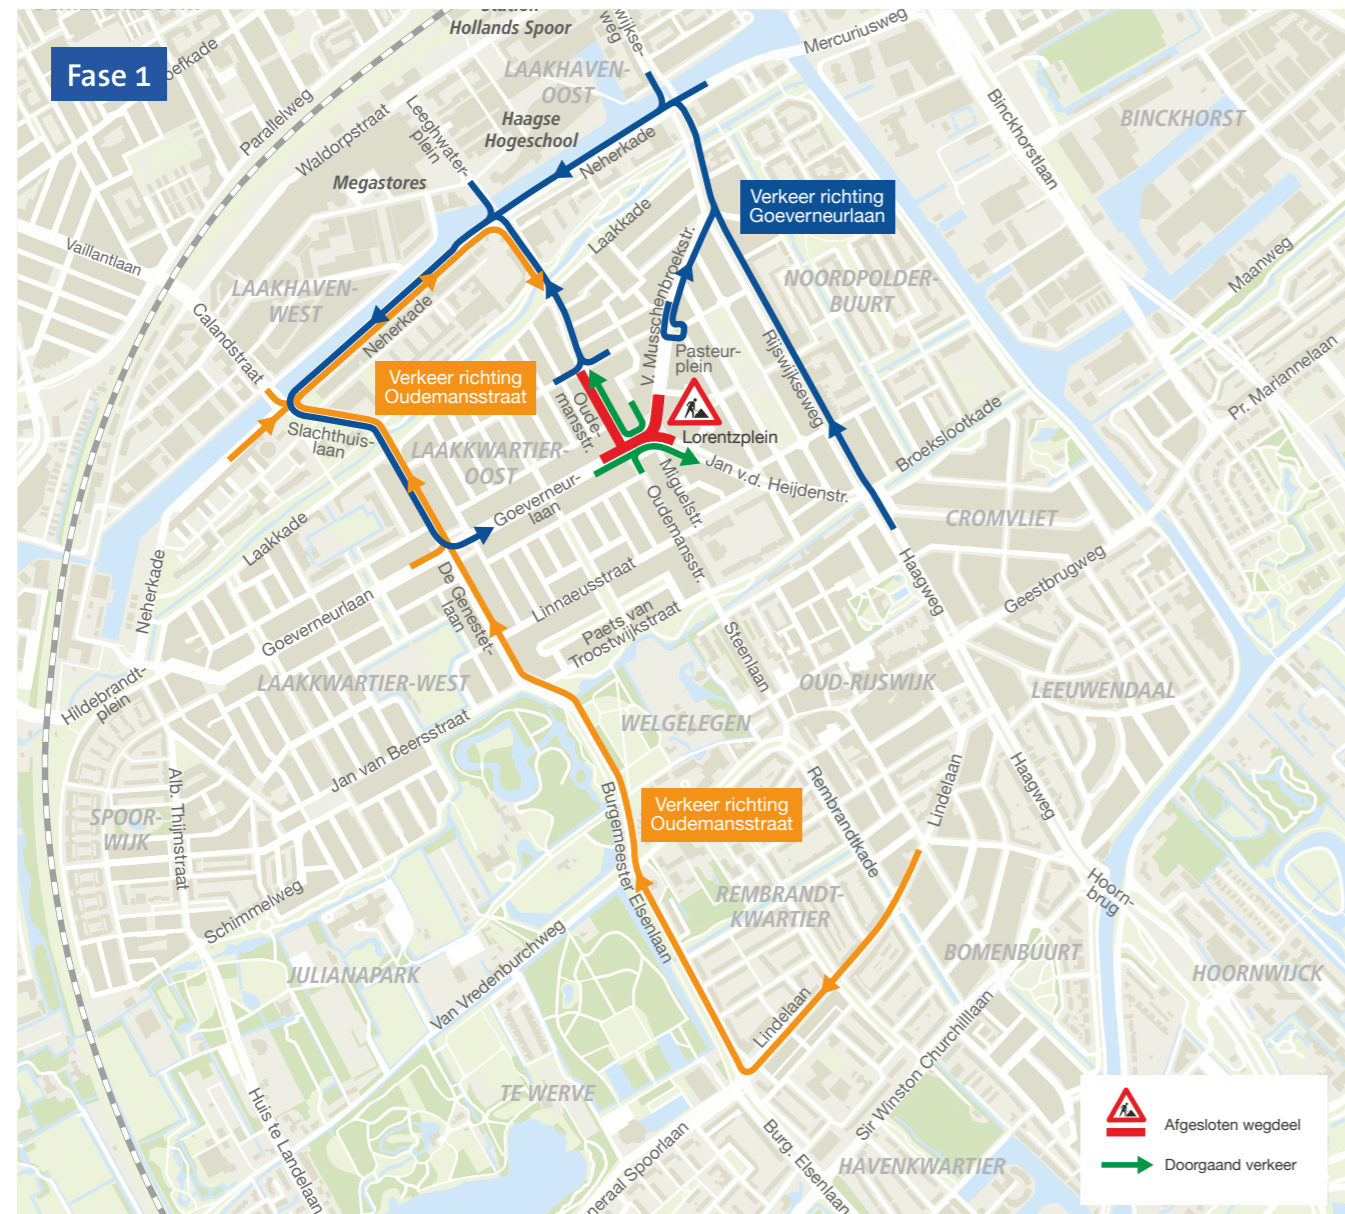 Station
Hollands Spoor
Fase 1
Mercuriusweg
LAAKHAVEN-
OOST
Parallelweg
Waldorpstraat
Leeghwater-
plein
Haagse
Hogeschool
Binckhorstlaan
BINCKHORST
Neherkade
Megastores
Verkeer richting
Goeverneurlaan
Vaillantlaan
Laakkade
Maanweg
LAAKHAVEN-
WEST
NOORDPOLDER-
BUURT
Calandstraat
Neherkade
V. Musschenbroekstr.
Pasteur-
plein
Rijswijkseweg
Pr. Mariannelaan
Verkeer richting
Oudemansstraat
Oude-
mansstr.
Slachthuis-
laan
LAAKKWARTIER-
OOST
Lorentzplein
Broekslootkade
Jan v.d. Heijdenstr.
Goeverneur-
laan
Miguelstr.
Oudemansstr.
CROMVLIET
Laakkade
Haagweg
Neherkade
De Genestet-
laan
Linnaeusstraat
Geestbrugweg
Goeverneurlaan
Paets van
Troostwijkstraat
Steenlaan
Hildebrandt-
plein
LAAKKWARTIER-WEST
OUD-RIJSWIJK
LEEUWENDAAL
WELGELEGEN
Jan van Beersstraat
Alb. Thijmstraat
Rembrandtkade
Lindelaan
Haagweg
SPOOR-
WIJK
Burgemeester Elsenlaan
Verkeer richting
Oudemansstraat
Schimmelweg
REMBRANDT-
KWARTIER
Hoorn-
brug
Van Vredenburchweg
JULIANAPARK
BOMENBUURT
HOORNWIJCK
Lindelaan
Sir Winston Churchilllaan
TE WERVE
Huis te Landelaan
neraal Spoorlaan
Burg. Elsenlaan
HAVENKWARTIER
Afgesloten wegdeel
Doorgaand verkeer